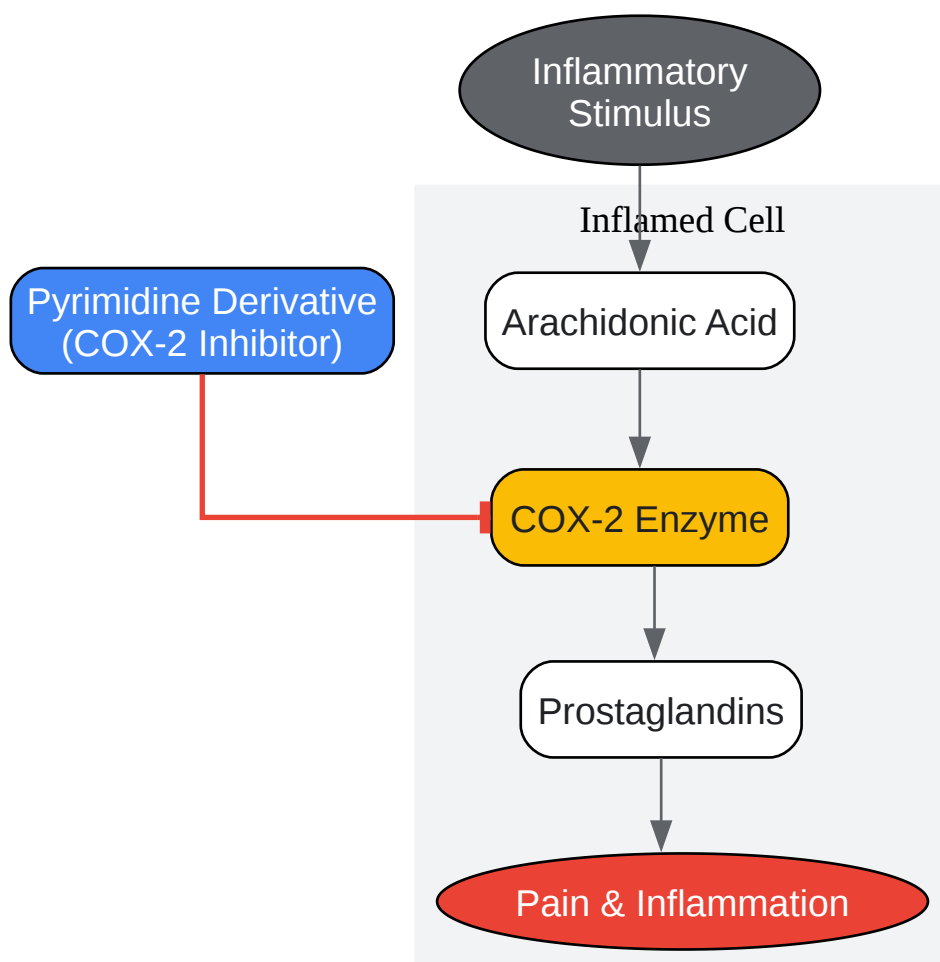 Inflammatory
Stimulus
Inflamed Cell
Pyrimidine Derivative
(COX-2 Inhibitor)
Arachidonic Acid
COX-2 Enzyme
Prostaglandins
Pain & Inflammation